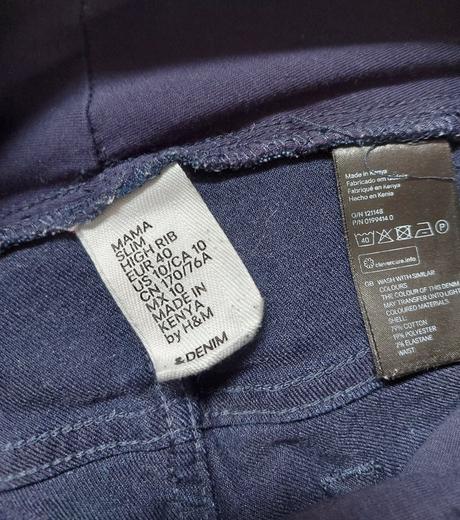 MAMA
SLIM
HIGH RIB
EUR 40
US 10/CA 10
CN 170/76A
MX 10
MADE IN
KENYA
by H&M
&DENIM
Made in Kenya
Fabricado em Kenya
Fabriqué en Kenya
Hecho en Kenia
O/N 121148
P/N 0199414 0
40
P
clevercare.info
GB WASH WITH SIMILAR
COLOURS
THE COLOUR OF THIS DENIM
MAY TRANSFER ONTO LIGHT
COLOURED MATERIALS
SHELL:
79% COTTON
19% POLYESTER
2% ELASTANE
WAIST: